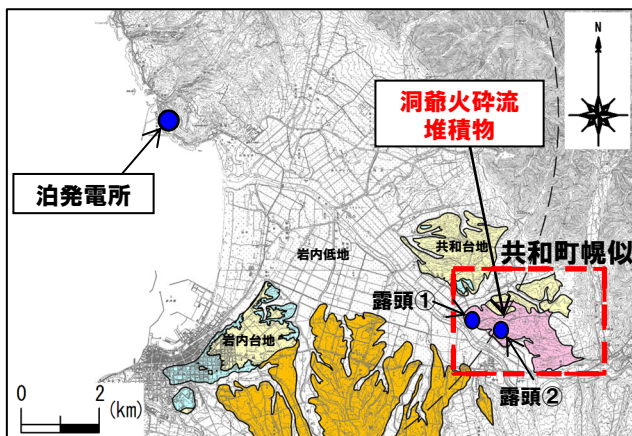 N
洞爺火砕流
堆積物
泊発電所
岩内低地
共和台地
共和町幌似
露頭①
岩内台地
露頭②
0 2
(km)